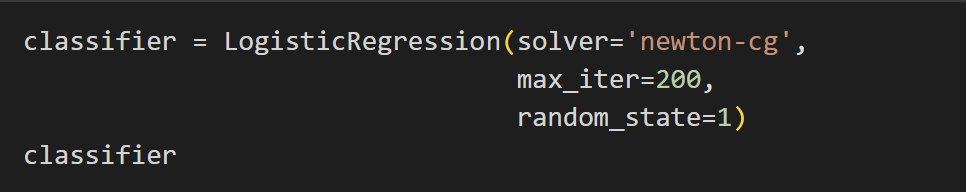 classifier = LogisticRegression(solver='newton-cg',
                                max_iter=200,
                                random_state=1)
classifier